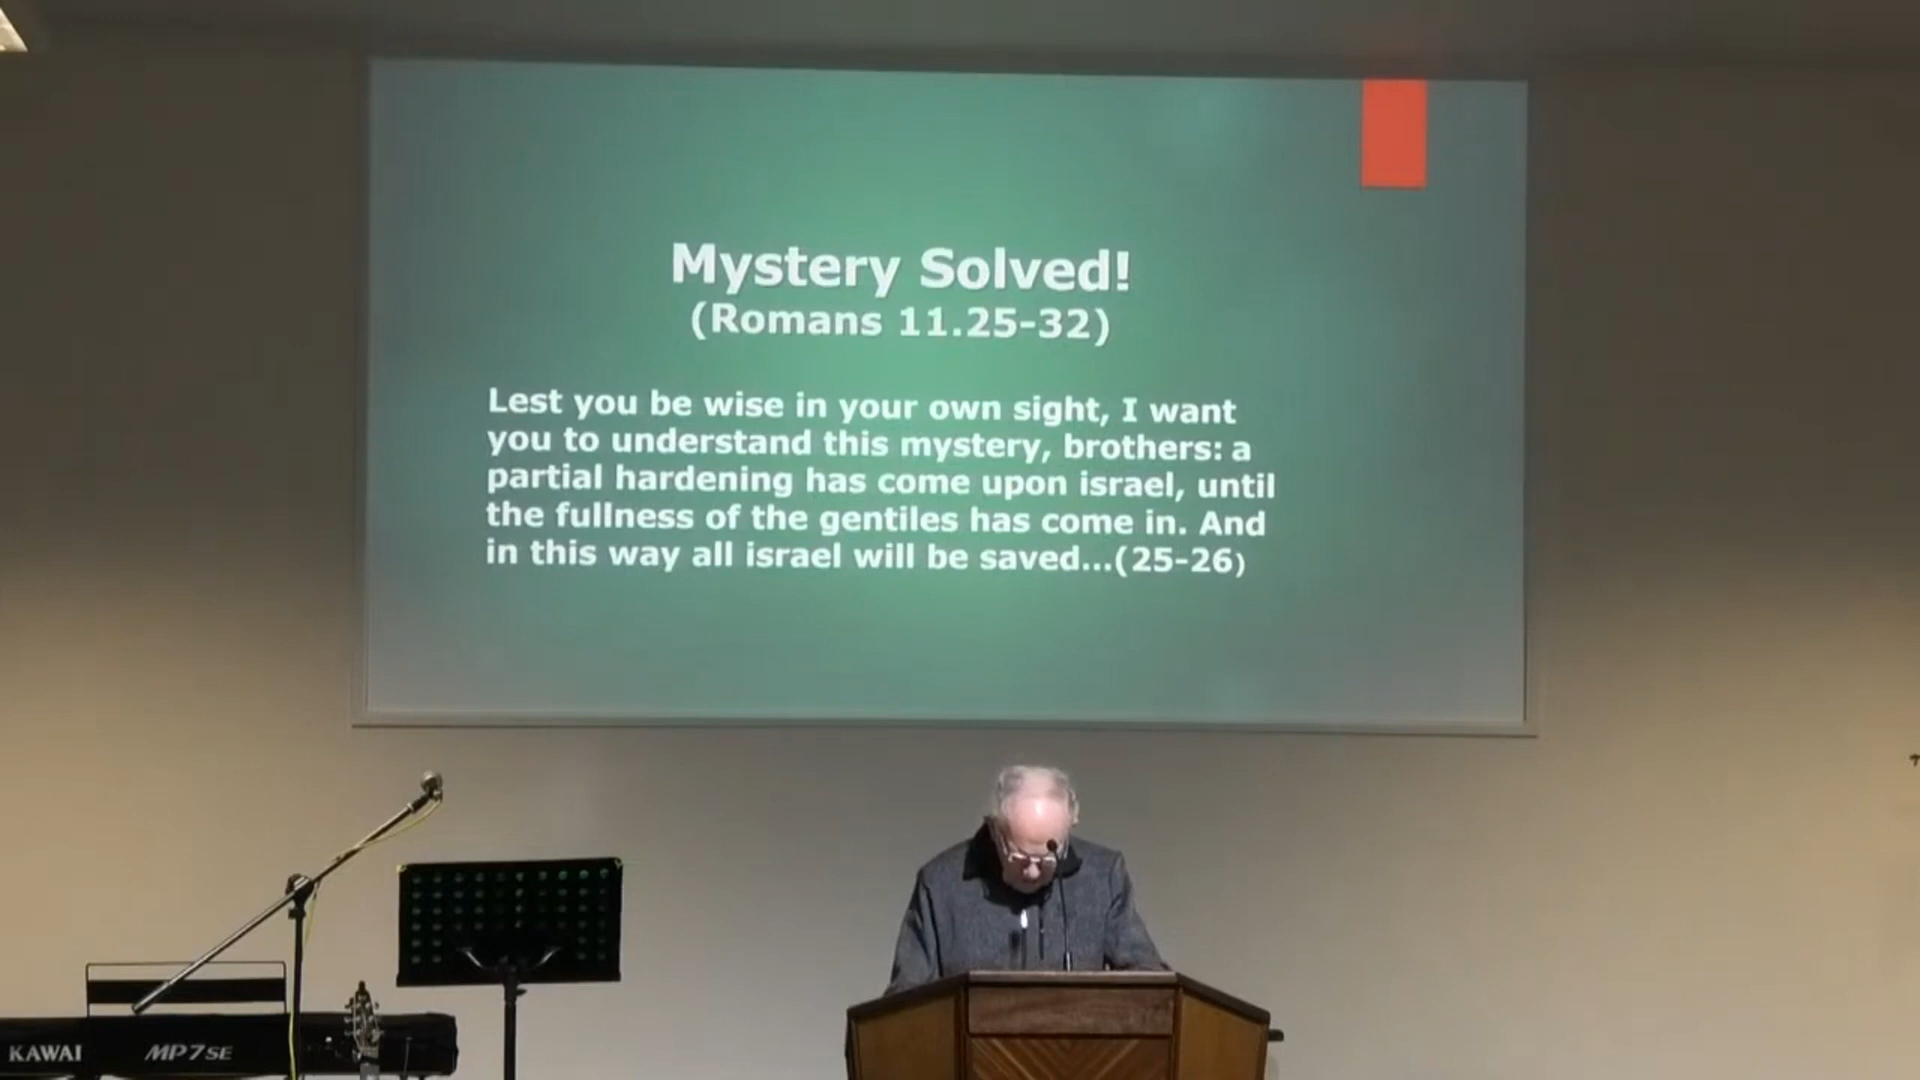 Mystery Solved!
(Romans 11.25-32)
Lest you be wise in your own sight, I want
you to understand this mystery, brothers: a
partial hardening has come upon israel, until
the fullness of the gentiles has come in. And
in this way all israel will be saved...(25-26)
KAWAI MP7SE